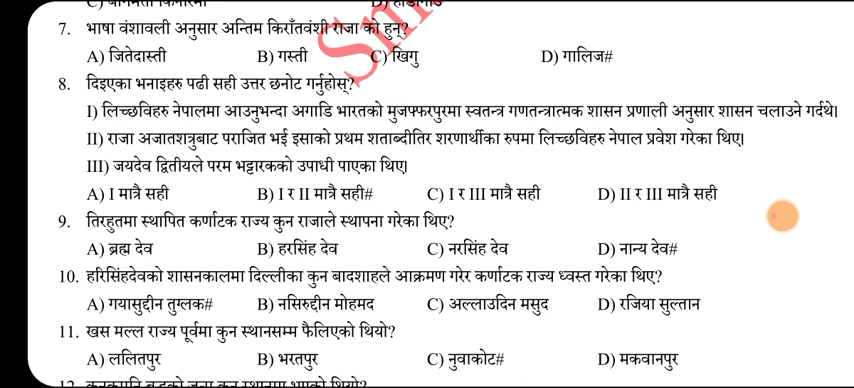 7. भाषा वंशावली अनुसार अन्तिम किराँतवंशी राजा को हुन्?
A) जितेदास्ती B) गस्ती C) खिगु D) गालिज#
8. दिइएका भनाइहरु पढी सही उत्तर छनोट गर्नुहोस्?
I) लिच्छविहरु नेपालमा आउनुभन्दा अगाडि भारतको मुजफ्फरपुरमा स्वतन्त्र गणतन्त्रात्मक शासन प्रणाली अनुसार शासन चलाउने गर्दथे।
II) राजा अजातशत्रुबाट पराजित भई इसाको प्रथम शताब्दीतिर शरणार्थीका रुपमा लिच्छविहरु नेपाल प्रवेश गरेका थिए।
III) जयदेव द्वितीयले परम भट्टारकको उपाधी पाएका थिए।
A) I मात्रै सही B) I र II मात्रै सही# C) I र III मात्रै सही D) II र III मात्रै सही
9. तिरहुतमा स्थापित कर्णाटक राज्य कुन राजाले स्थापना गरेका थिए?
A) ब्रह्म देव B) हरसिंह देव C) नरसिंह देव D) नान्य देव#
10. हरिसिंहदेवको शासनकालमा दिल्लीका कुन बादशाहले आक्रमण गरेर कर्णाटक राज्य ध्वस्त गरेका थिए?
A) गयासुद्दीन तुग्लक# B) नसिरुद्दीन मोहमद C) अल्लाउदिन मसुद D) रजिया सुल्तान
11. खस मल्ल राज्य पूर्वमा कुन स्थानसम्म फैलिएको थियो?
A) ललितपुर B) भरतपुर C) नुवाकोट# D) मकवानपुर